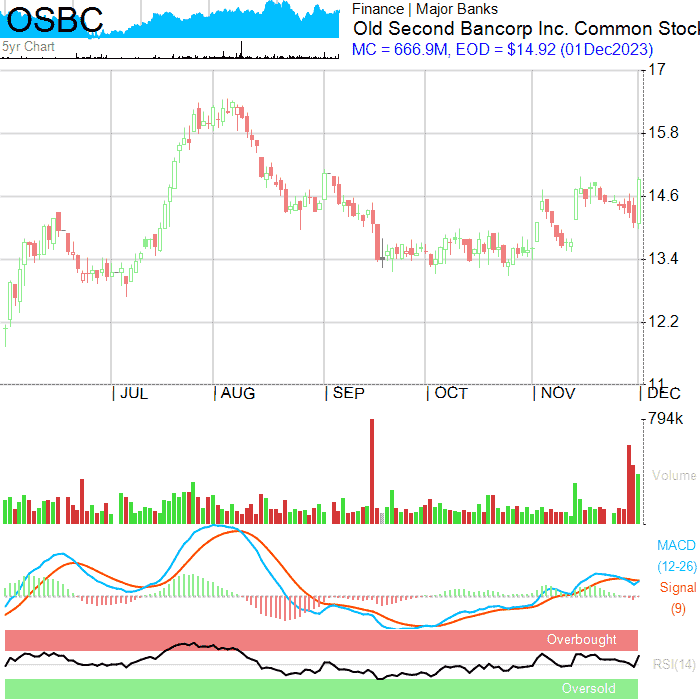 OSBC
5yr Chart
Finance | Major Banks
Old Second Bancorp Inc. Common Stoc
MC = 666.9M, EOD = $14.92 (01Dec2023)
17
15.8
14.6
13.4
12.2
11
JUL AUG SEP OCT NOV DEC
794k
Volume
MACD
(12-26)
Signal
(9)
Overbought
RSI(14)
Oversold